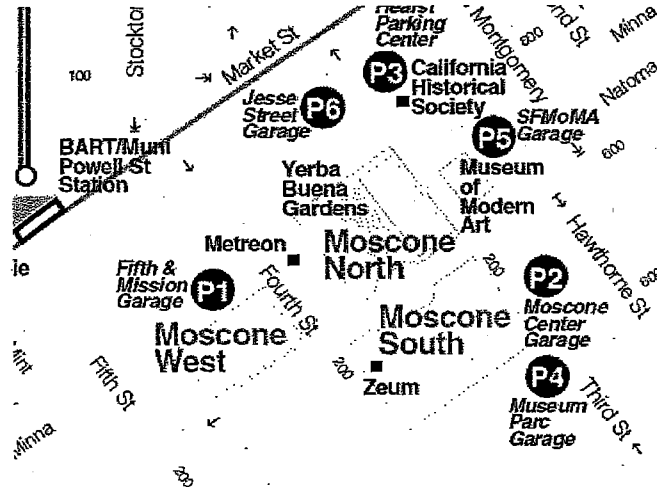 Hearst
Parking
Center
P3
California
Historical
Society
Montgomery
600
Minna
Natoma
Stockton
100
Market St
Jesse
Street
Garage
P6
SFMoMA
Garage
P5
600
BART/Muni
Powell St
Station
Yerba
Buena
Gardens
Museum
of
Modern
Art
Hawthorne St
Metreon
Moscone
North
200
Fifth &
Mission
Garage
P1
Fourth St
P2
Moscone
Center
Garage
600
Moscone
West
Moscone
South
200
Zeum
P4
Museum
Parc
Garage
Third St
Fifth St
Minna
200